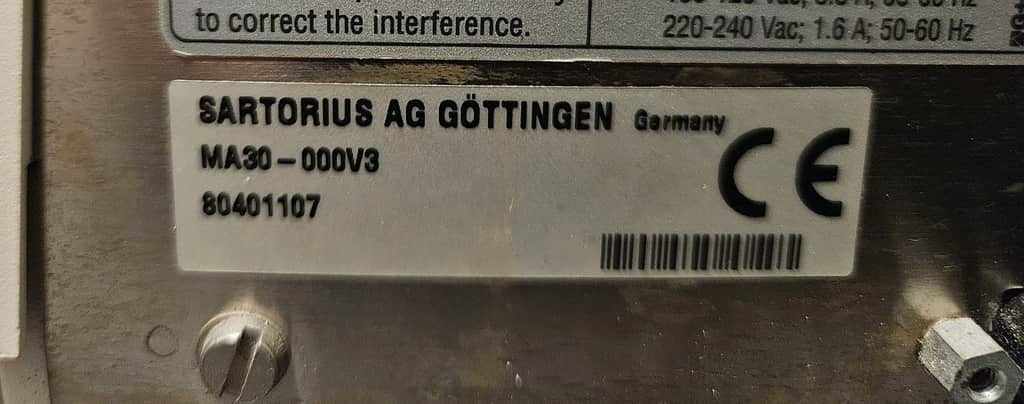 to correct the interference.
220-240 Vac; 1.6 A; 50-60 Hz
SARTORIUS AG GÖTTINGEN Germany
MA30-000V3
80401107
CE